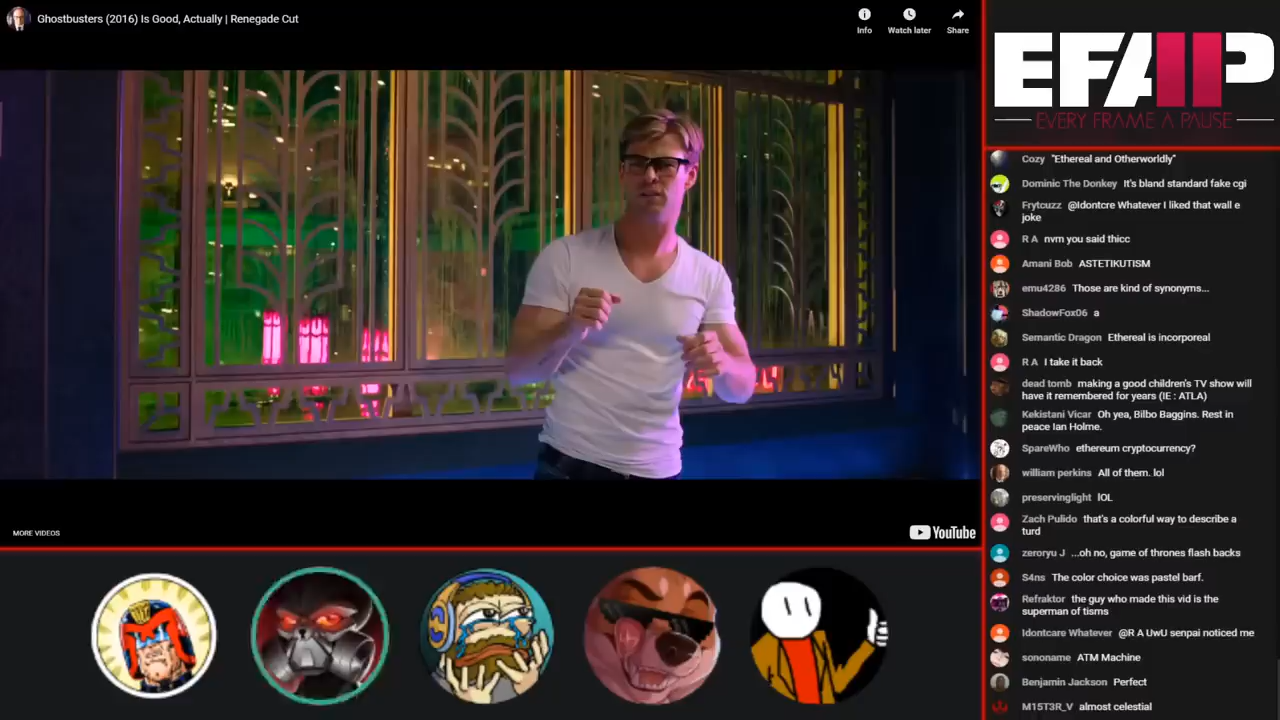 Ghostbusters (2016) Is Good, Actually | Renegade Cut
Info
Watch later
Share
EFAP
EVERY FRAME A PAUSE
Cozy "Ethereal and Otherworldly"
Dominic The Donkey It's bland standard fake cgi
Frytcuzz @Idontcre Whatever I liked that wall e
joke
R A nvm you said thicc
Amani Bob ASTETIKUTISM
emu4286 Those are kind of synonyms...
ShadowFox06 a
Semantic Dragon Ethereal is incorporeal
R A I take it back
dead tomb making a good children's TV show will
have it remembered for years (IE : ATLA)
Kekistani Vicar Oh yea, Bilbo Baggins. Rest in
peace Ian Holme.
SpareWho ethereum cryptocurrency?
william perkins All of them. lol
preservinglight lOL
Zach Pulido that's a colorful way to describe a
turd
zeroryu J ...oh no, game of thrones flash backs
S4ns The color choice was pastel barf.
Refraktor the guy who made this vid is the
superman of tisms
Idontcare Whatever @R A UwU senpai noticed me
sononame ATM Machine
Benjamin Jackson Perfect
M15T3R_V almost celestial
MORE VIDEOS
YouTube